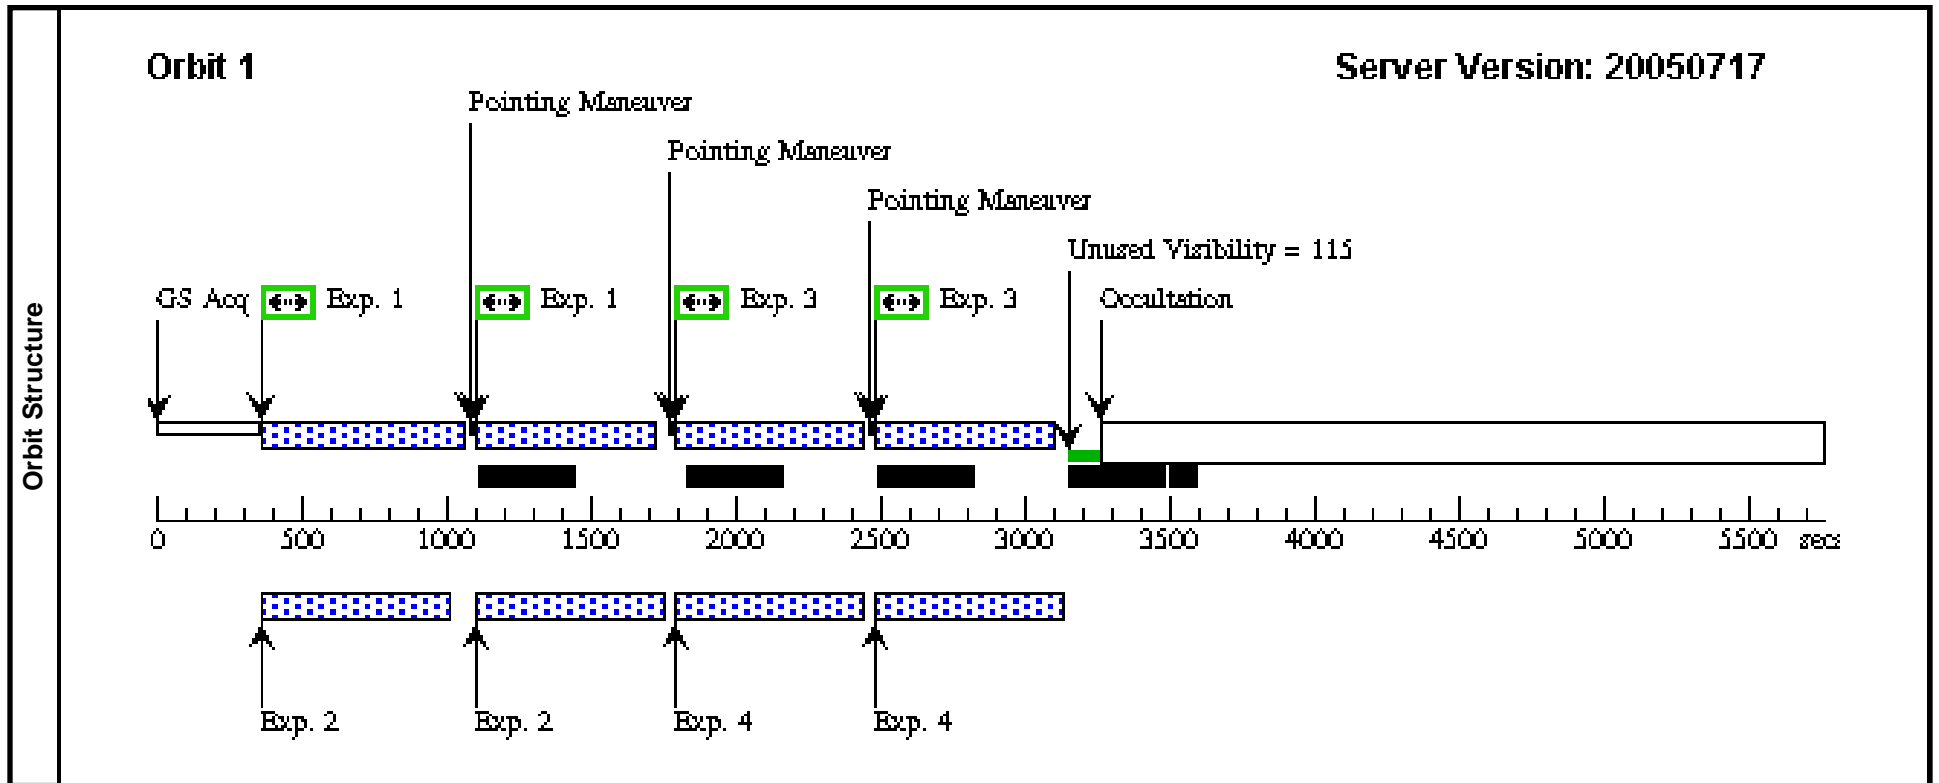 Orbit 1
Server Version: 20050717
Pointing Maneuver
Pointing Maneuver
Pointing Maneuver
Unused Visibility = 115
GS Acq
Exp. 1
Exp. 1
Exp. 3
Exp. 3
Occultation
Orbit Structure
0 500 1000 1500 2000 2500 3000 3500 4000 4500 5000 5500 secs
Exp. 2
Exp. 2
Exp. 4
Exp. 4